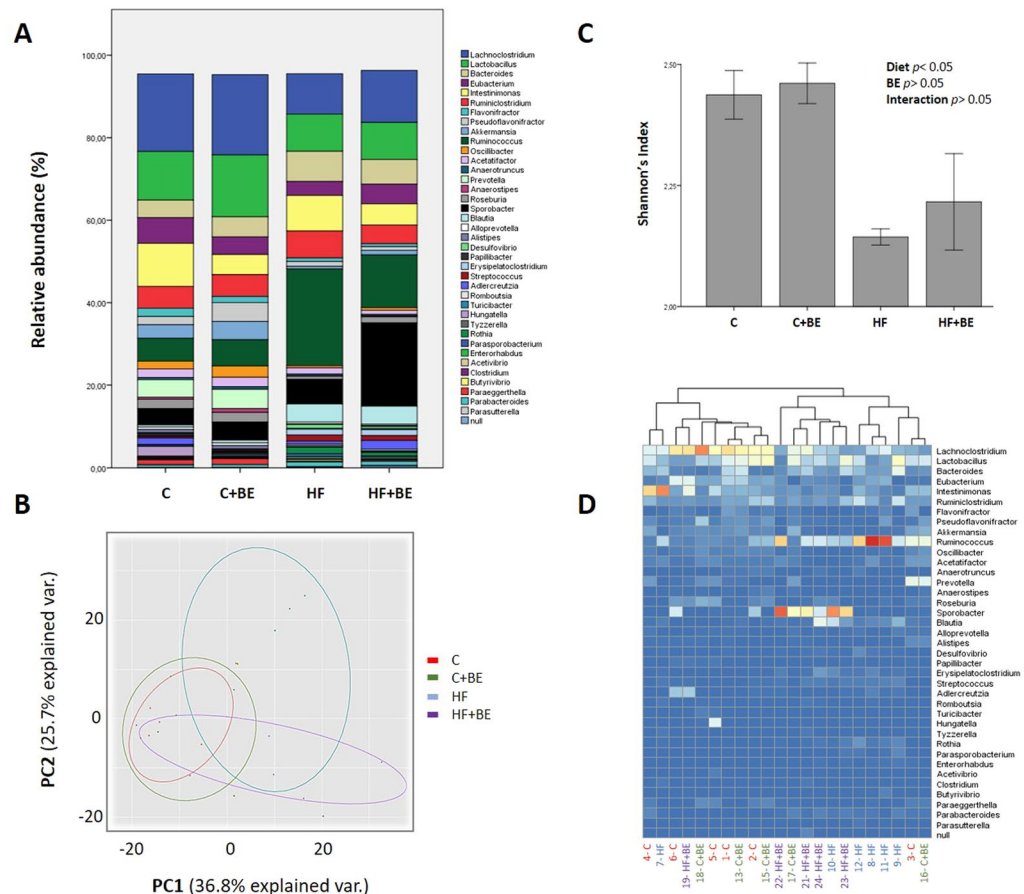 A
Relative abundance (%)
100,00
80,00
60,00
40,00
20,00
0,00
C
C+BE
HF
HF+BE
Lachnoclostridium
Lactobacillus
Bacteroides
Eubacterium
Intestinimonas
Ruminiclostridium
Flavonifractor
Pseudoflavonifractor
Akkermansia
Ruminococcus
Oscillibacter
Acetatifactor
Anaerotruncus
Prevotella
Anaerostipes
Roseburia
Sporobacter
Blautia
Alloprevotella
Alistipes
Desulfovibrio
Papillibacter
Erysipelatoclostridium
Streptococcus
Adlercreutzia
Romboutsia
Turicibacter
Hungatella
Tyzzerella
Rothia
Parasporobacterium
Enterorhabdus
Acetivibrio
Clostridium
Butyrivibrio
Paraeggerthella
Parabacteroides
Parasutterella
null
B
PC2 (25.7% explained var.)
20
0
-20
-20
0
20
PC1 (36.8% explained var.)
C
C+BE
HF
HF+BE
C
Shannon's Index
2,50
2,25
2,00
Diet p< 0.05
BE p> 0.05
Interaction p> 0.05
C
C+BE
HF
HF+BE
D
Lachnoclostridium
Lactobacillus
Bacteroides
Eubacterium
Intestinimonas
Ruminiclostridium
Flavonifractor
Pseudoflavonifractor
Akkermansia
Ruminococcus
Oscillibacter
Acetatifactor
Anaerotruncus
Prevotella
Anaerostipes
Roseburia
Sporobacter
Blautia
Alloprevotella
Alistipes
Desulfovibrio
Papillibacter
Erysipelatoclostridium
Streptococcus
Adlercreutzia
Romboutsia
Turicibacter
Hungatella
Tyzzerella
Rothia
Parasporobacterium
Enterorhabdus
Acetivibrio
Clostridium
Butyrivibrio
Paraeggerthella
Parabacteroides
Parasutterella
null
4- C
7- HF
6- C
19- HF+BE
18- C+BE
5- C
1- C
13- C+BE
2- C
15- C+BE
22- HF+BE
17- C+BE
21- HF+BE
24- HF+BE
10- HF
23- HF+BE
12- HF
8- HF
11- HF
9- HF
3- C
16- C+BE